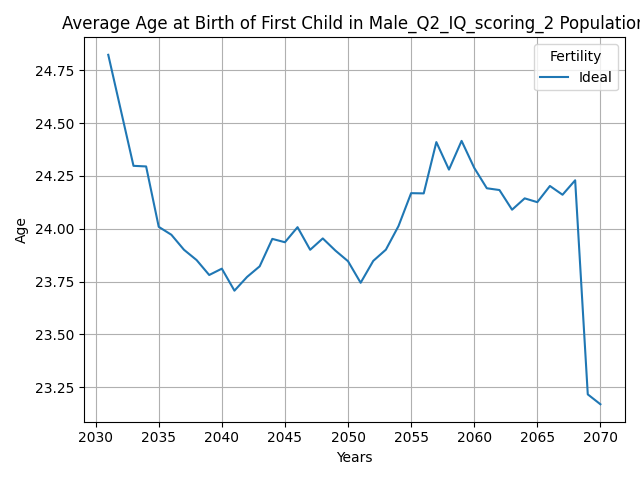 Average Age at Birth of First Child in Male_Q2_IQ_scoring_2 Population
Fertility
Ideal
24.75
24.50
24.25
24.00
23.75
23.50
23.25
Age
2030 2035 2040 2045 2050 2055 2060 2065 2070
Years